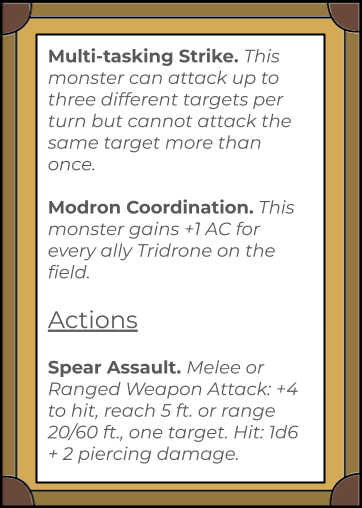 Multi-tasking Strike. This
monster can attack up to
three different targets per
turn but cannot attack the
same target more than
once.
Modron Coordination. This
monster gains +1 AC for
every ally Tridrone on the
field.
Actions
Spear Assault. Melee or
Ranged Weapon Attack: +4
to hit, reach 5 ft. or range
20/60 ft., one target. Hit: 1d6
+ 2 piercing damage.